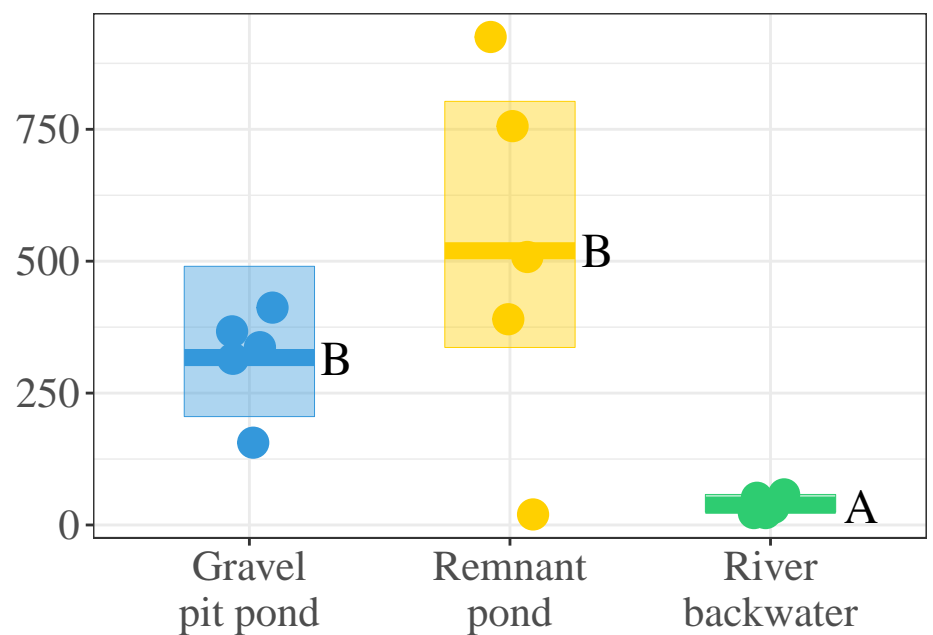 750
500
250
0
B
B
A
Gravel
pit pond
Remnant
pond
River
backwater